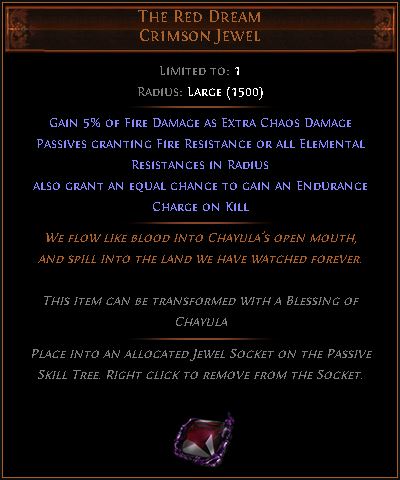 The Red Dream
Crimson Jewel
Limited to: 1
Radius: Large (1500)
Gain 5% of Fire Damage as Extra Chaos Damage
Passives granting Fire Resistance or all Elemental
Resistances in Radius
also grant an equal chance to gain an Endurance
Charge on Kill
We flow like blood into Chayula's open mouth,
and spill into the land we have watched forever.
This item can be transformed with a Blessing of
Chayula
Place into an allocated Jewel Socket on the Passive
Skill Tree. Right click to remove from the Socket.